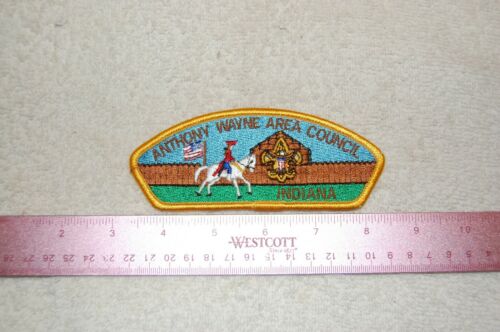 ANTHONY WAYNE AREA COUNCIL
INDIANA
2 3 4 5 6 7 8 9 10
WESTCOTT